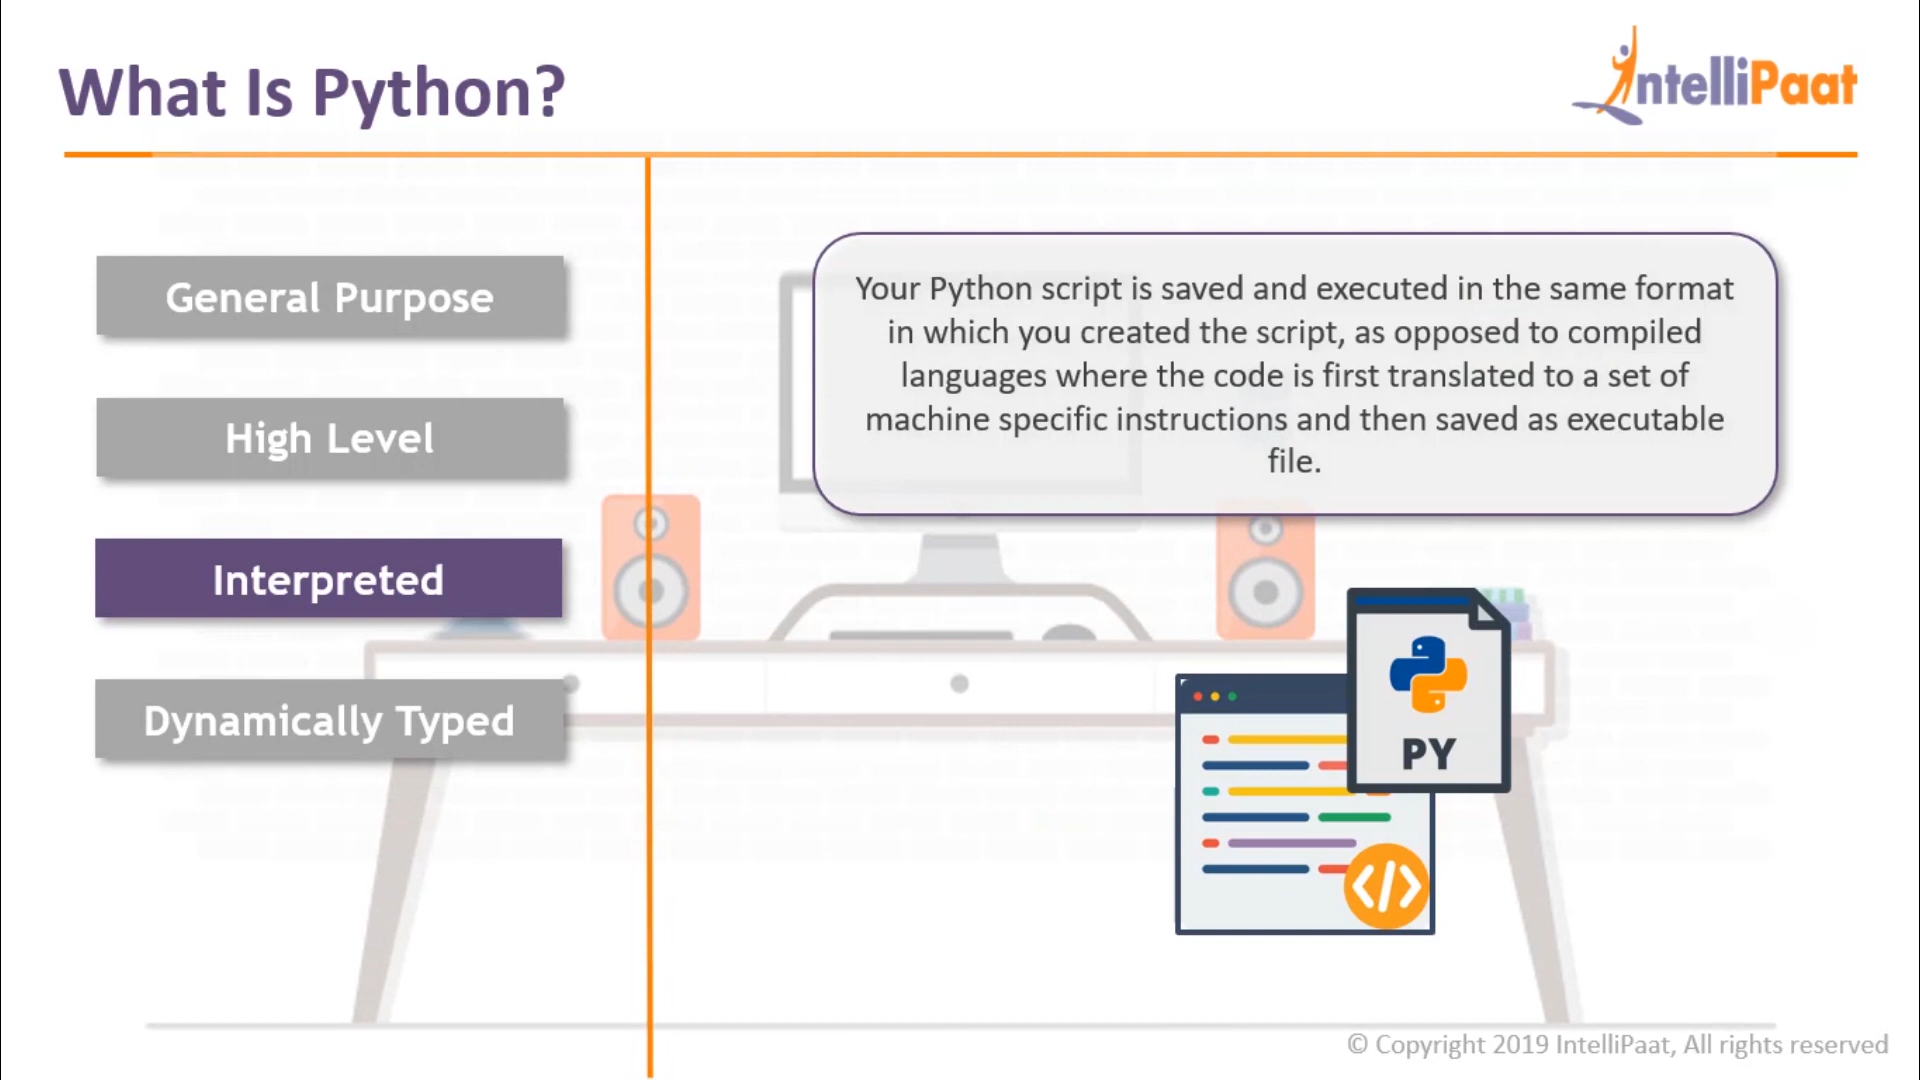 What Is Python?
IntelliPaat
General Purpose
High Level
Interpreted
Dynamically Typed
Your Python script is saved and executed in the same format
in which you created the script, as opposed to compiled
languages where the code is first translated to a set of
machine specific instructions and then saved as executable
file.
PY
</>
© Copyright 2019 IntelliPaat, All rights reserved